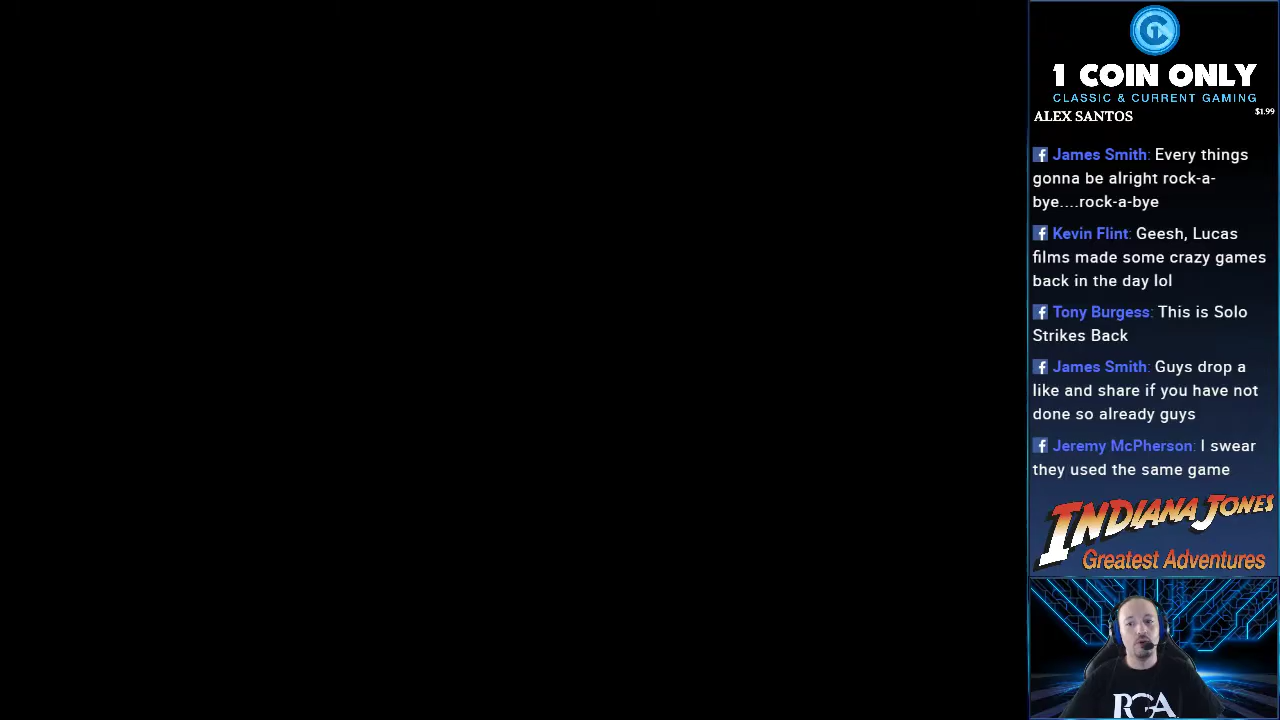 1 COIN ONLY
CLASSIC & CURRENT GAMING
ALEX SANTOS $1.99
James Smith: Every things
gonna be alright rock-a-
bye....rock-a-bye
Kevin Flint: Geesh, Lucas
films made some crazy games
back in the day lol
Tony Burgess: This is Solo
Strikes Back
James Smith: Guys drop a
like and share if you have not
done so already guys
Jeremy McPherson: I swear
they used the same game
INDIANA JONES
Greatest Adventures
RGA